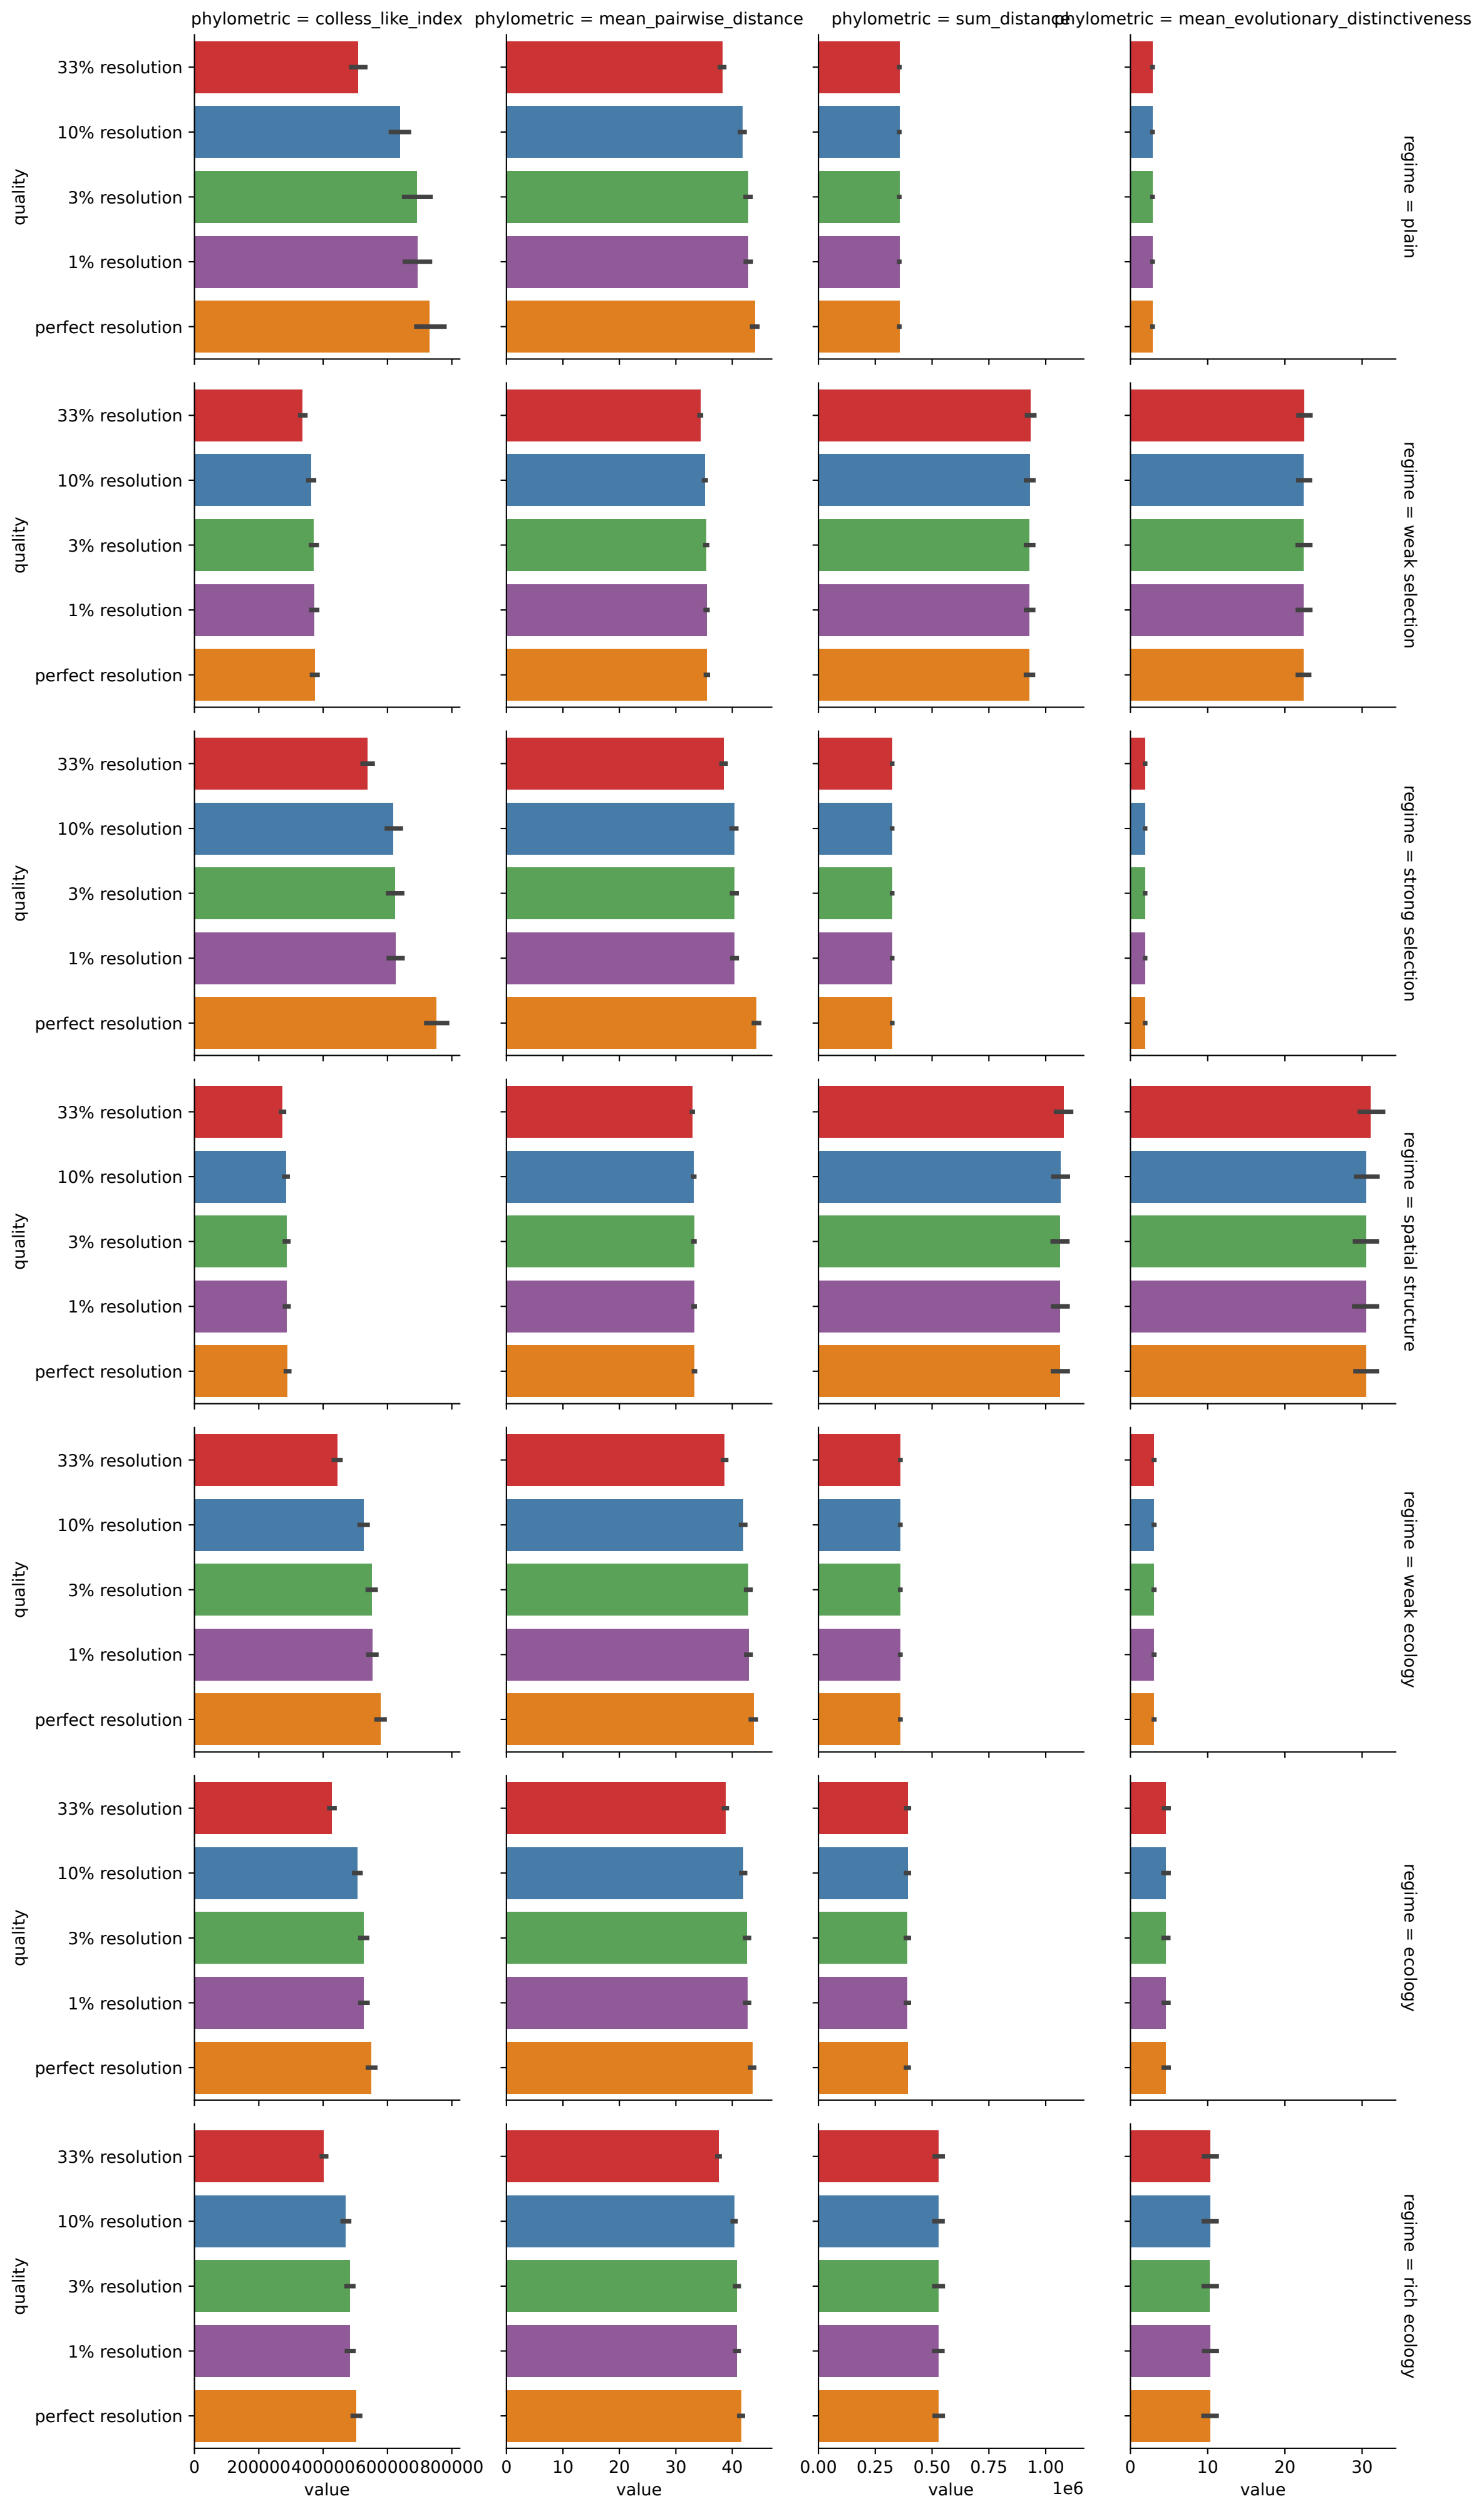 phylometric = colless_like_index
phylometric = mean_pairwise_distance
phylometric = sum_distance
phylometric = mean_evolutionary_distinctiveness
33% resolution
10% resolution
3% resolution
1% resolution
perfect resolution
quality
regime = plain
33% resolution
10% resolution
3% resolution
1% resolution
perfect resolution
quality
regime = weak selection
33% resolution
10% resolution
3% resolution
1% resolution
perfect resolution
quality
regime = strong selection
33% resolution
10% resolution
3% resolution
1% resolution
perfect resolution
quality
regime = spatial structure
33% resolution
10% resolution
3% resolution
1% resolution
perfect resolution
quality
regime = weak ecology
33% resolution
10% resolution
3% resolution
1% resolution
perfect resolution
quality
regime = ecology
33% resolution
10% resolution
3% resolution
1% resolution
perfect resolution
quality
regime = rich ecology
0 200000 400000 600000 800000
value
0 10 20 30 40
value
0.00 0.25 0.50 0.75 1.00
1e6
value
0 10 20 30
value